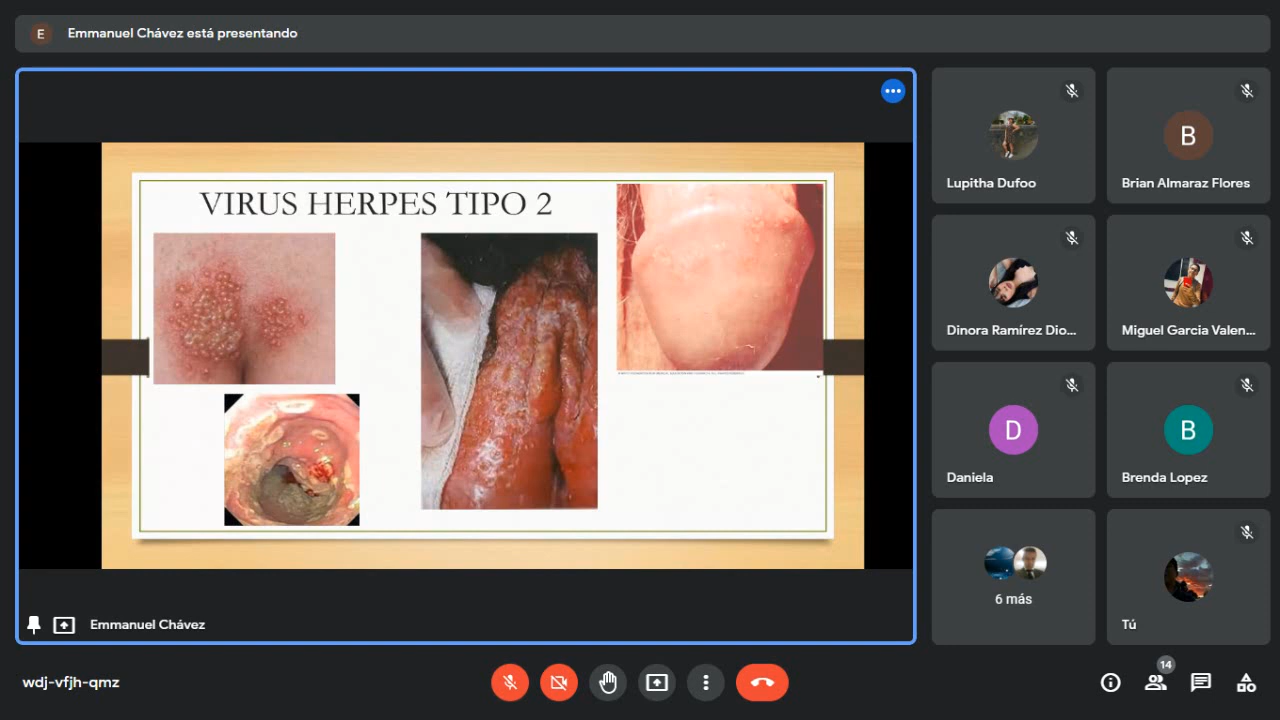 E
Emmanuel Chávez está presentando
VIRUS HERPES TIPO 2
Emmanuel Chávez
Lupitha Dufoo
B
Brian Almaraz Flores
Dinora Ramírez Dio...
Miguel Garcia Valen...
D
Daniela
B
Brenda Lopez
6 más
Tú
wdj-vfjh-qmz
14